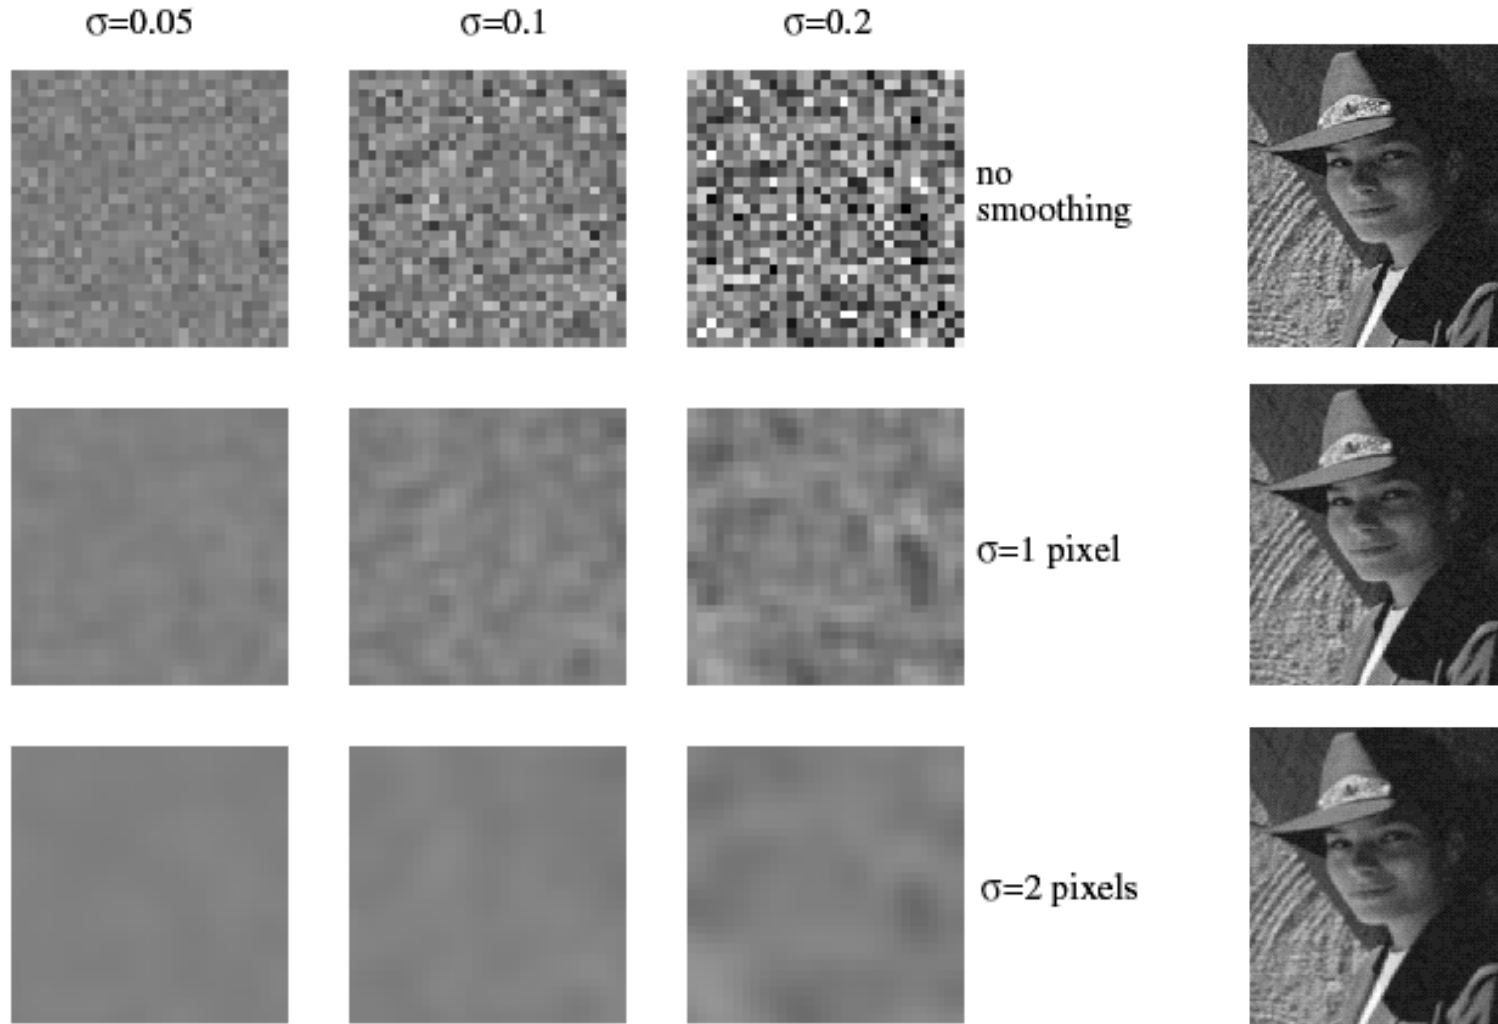 σ=0.05
σ=0.1
σ=0.2
no
smoothing
σ=1 pixel
σ=2 pixels